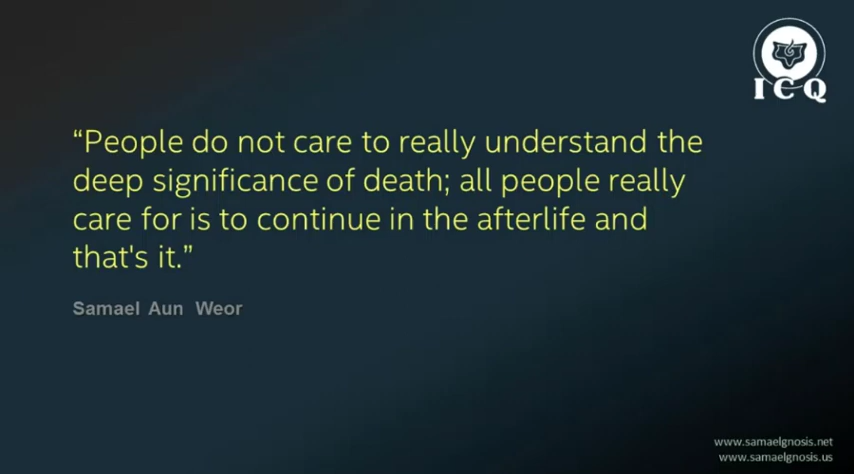 I C Q
“People do not care to really understand the
deep significance of death; all people really
care for is to continue in the afterlife and
that's it.”
Samael Aun Weor
www.samaelgnosis.net
www.samaelgnosis.us